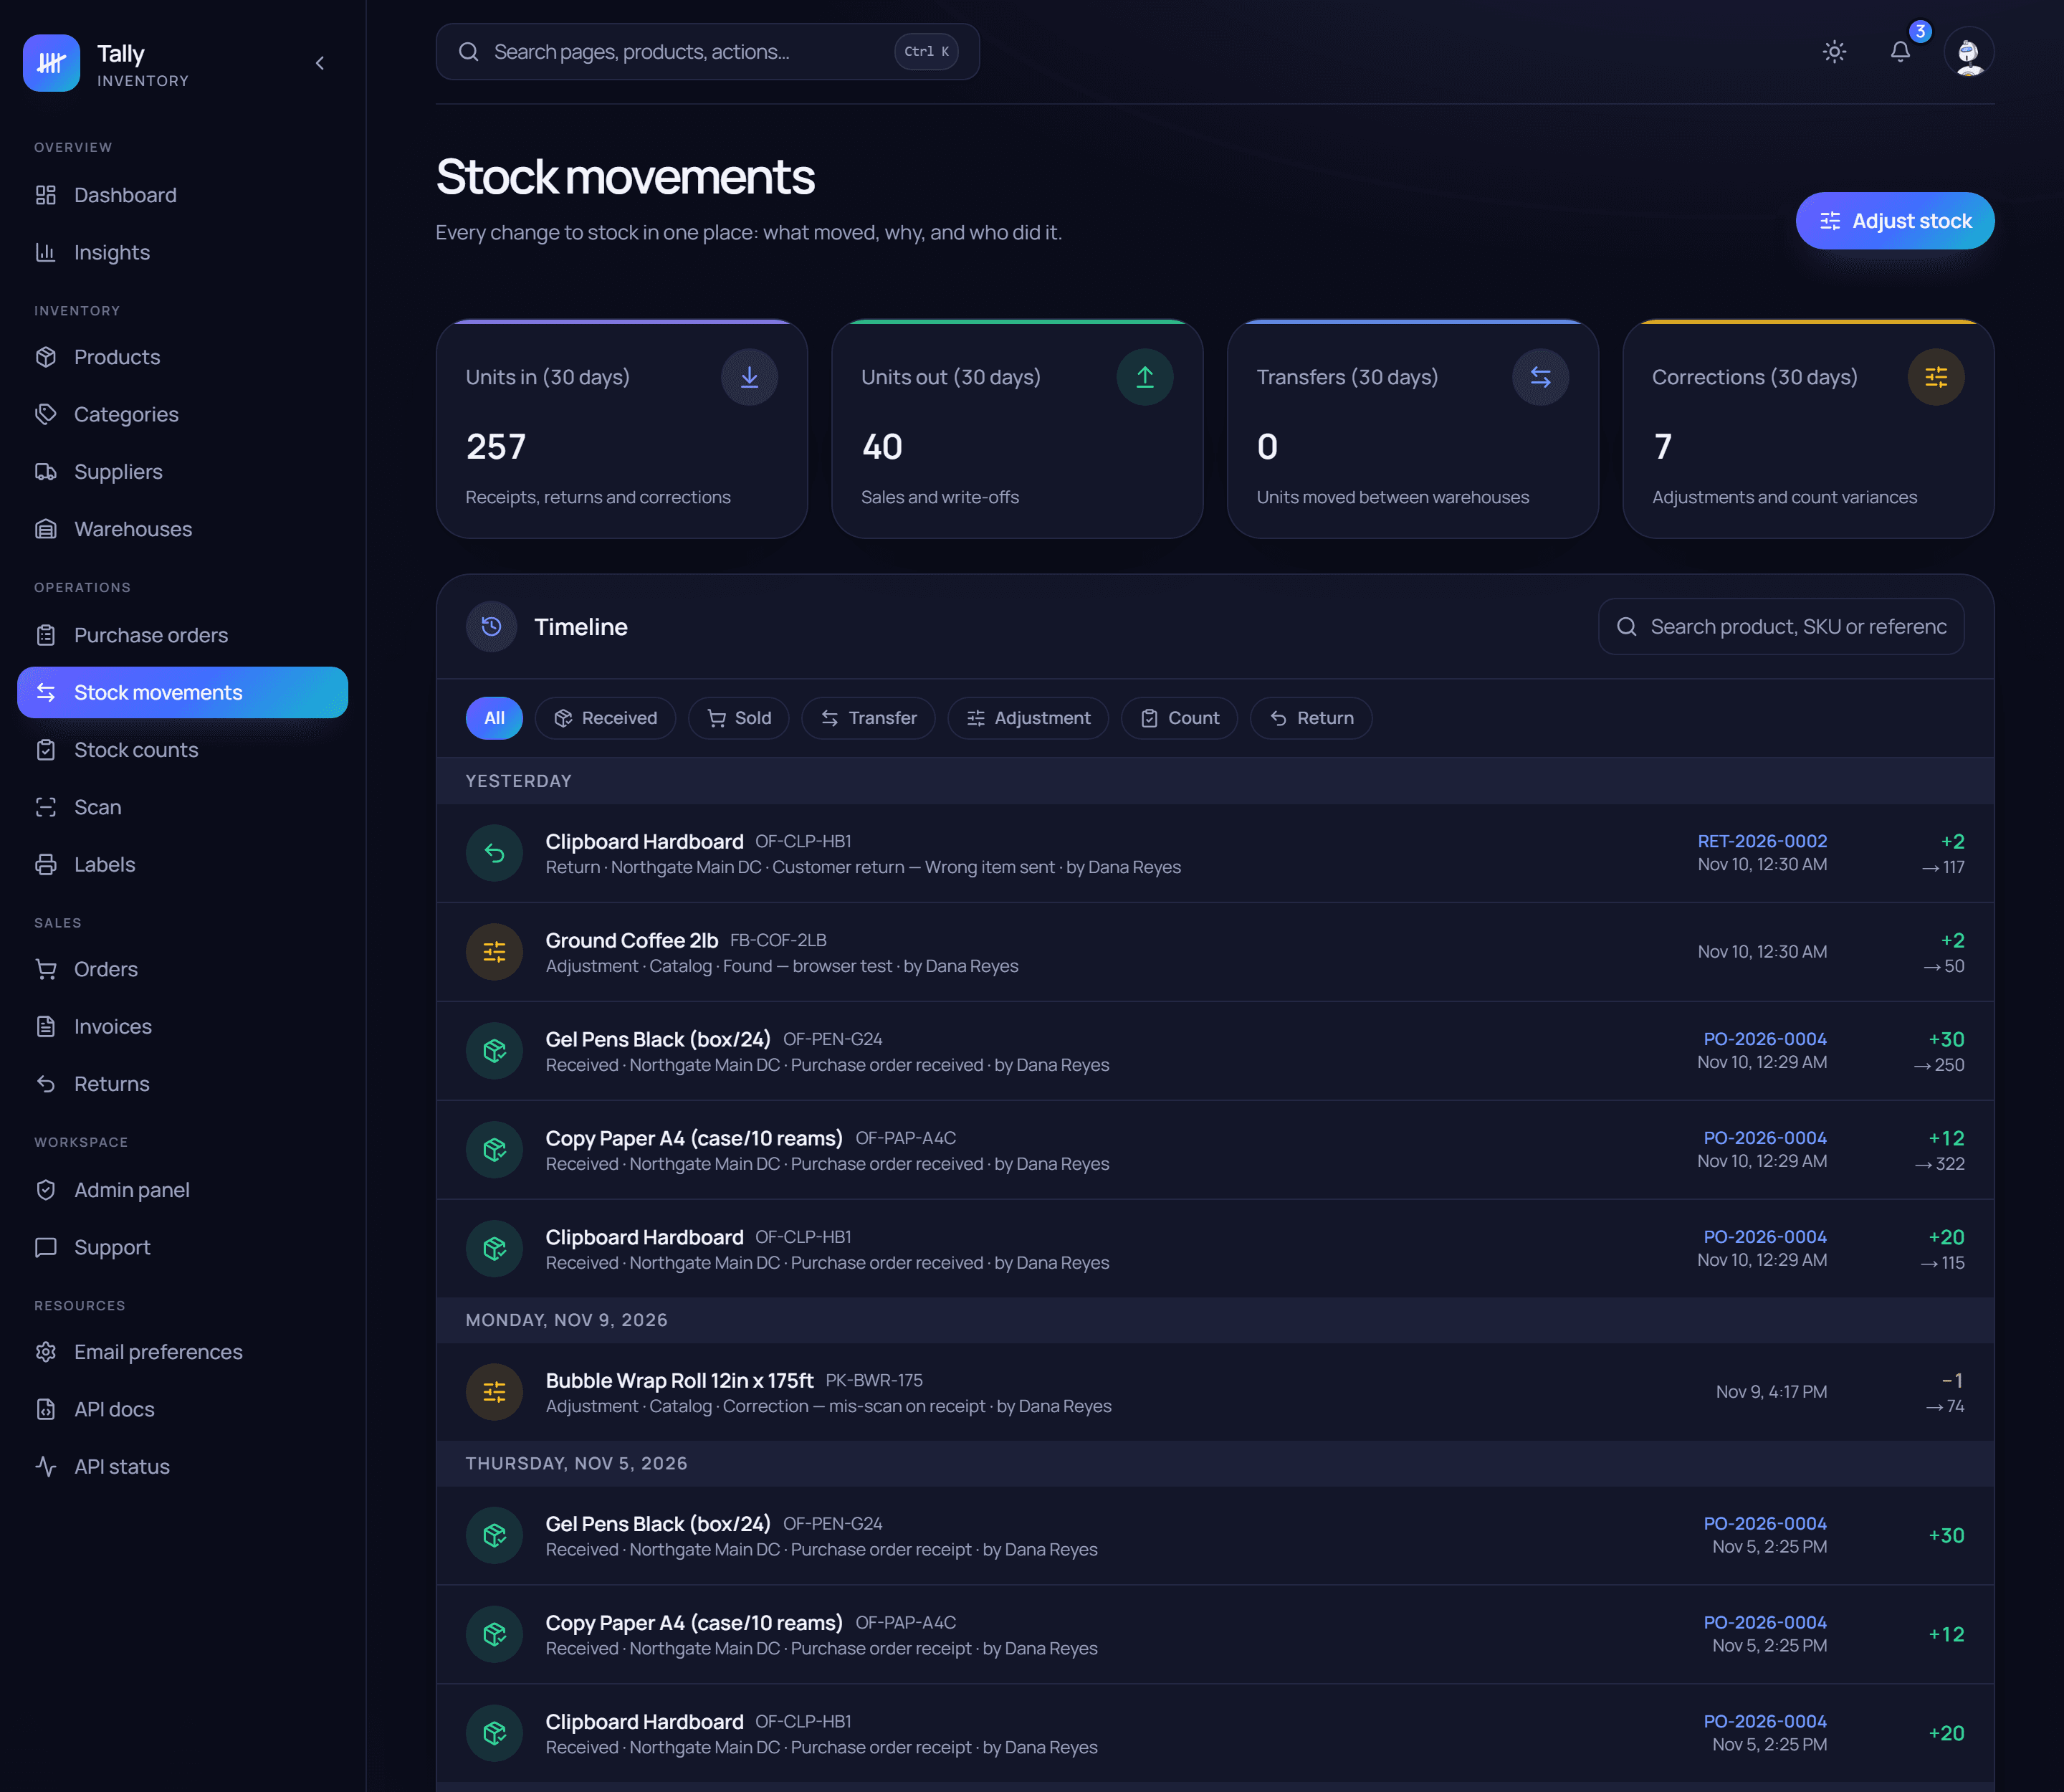 Tally
INVENTORY
OVERVIEW
Dashboard
Insights
INVENTORY
Products
Categories
Suppliers
Warehouses
OPERATIONS
Purchase orders
Stock movements
Stock counts
Scan
Labels
SALES
Orders
Invoices
Returns
WORKSPACE
Admin panel
Support
RESOURCES
Email preferences
API docs
API status
Search pages, products, actions... Ctrl K
3
Stock movements
Every change to stock in one place: what moved, why, and who did it.
Adjust stock
Units in (30 days)
257
Receipts, returns and corrections
Units out (30 days)
40
Sales and write-offs
Transfers (30 days)
0
Units moved between warehouses
Corrections (30 days)
7
Adjustments and count variances
Timeline
Search product, SKU or referenc
All Received Sold Transfer Adjustment Count Return
YESTERDAY
Clipboard Hardboard OF-CLP-HB1
Return · Northgate Main DC · Customer return — Wrong item sent · by Dana Reyes
RET-2026-0002
Nov 10, 12:30 AM
+2
→ 117
Ground Coffee 2lb FB-COF-2LB
Adjustment · Catalog · Found — browser test · by Dana Reyes
Nov 10, 12:30 AM
+2
→ 50
Gel Pens Black (box/24) OF-PEN-G24
Received · Northgate Main DC · Purchase order received · by Dana Reyes
PO-2026-0004
Nov 10, 12:29 AM
+30
→ 250
Copy Paper A4 (case/10 reams) OF-PAP-A4C
Received · Northgate Main DC · Purchase order received · by Dana Reyes
PO-2026-0004
Nov 10, 12:29 AM
+12
→ 322
Clipboard Hardboard OF-CLP-HB1
Received · Northgate Main DC · Purchase order received · by Dana Reyes
PO-2026-0004
Nov 10, 12:29 AM
+20
→ 115
MONDAY, NOV 9, 2026
Bubble Wrap Roll 12in x 175ft PK-BWR-175
Adjustment · Catalog · Correction — mis-scan on receipt · by Dana Reyes
Nov 9, 4:17 PM
−1
→ 74
THURSDAY, NOV 5, 2026
Gel Pens Black (box/24) OF-PEN-G24
Received · Northgate Main DC · Purchase order receipt · by Dana Reyes
PO-2026-0004
Nov 5, 2:25 PM
+30
Copy Paper A4 (case/10 reams) OF-PAP-A4C
Received · Northgate Main DC · Purchase order receipt · by Dana Reyes
PO-2026-0004
Nov 5, 2:25 PM
+12
Clipboard Hardboard OF-CLP-HB1
Received · Northgate Main DC · Purchase order receipt · by Dana Reyes
PO-2026-0004
Nov 5, 2:25 PM
+20